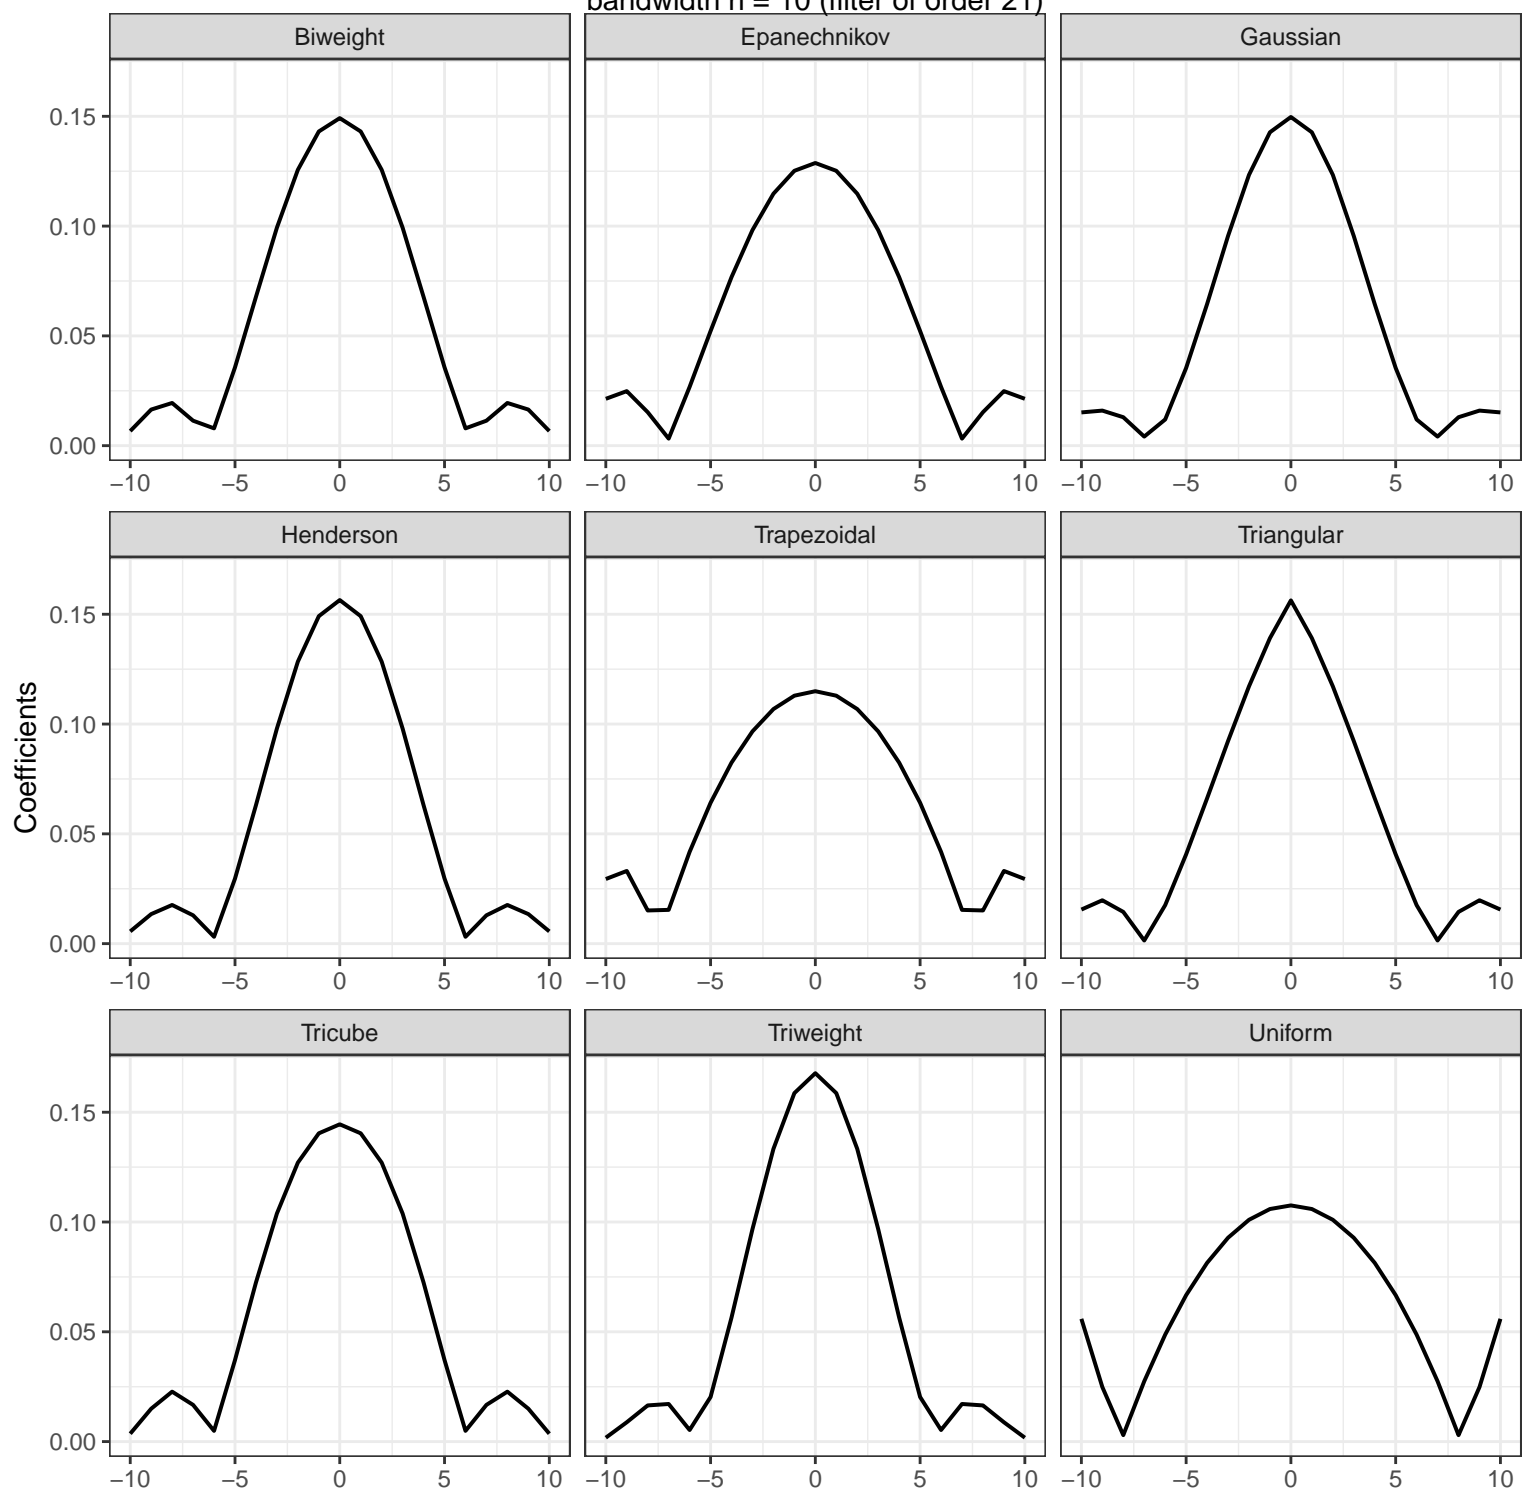 bandwidth h = 10 (filter of order 21)
Biweight Epanechnikov Gaussian
0.15
0.10
0.05
0.00
−10 −5 0 5 10 −10 −5 0 5 10 −10 −5 0 5 10
Henderson Trapezoidal Triangular
0.15
0.10
0.05
0.00
−10 −5 0 5 10 −10 −5 0 5 10 −10 −5 0 5 10
Coefficients
Tricube Triweight Uniform
0.15
0.10
0.05
0.00
−10 −5 0 5 10 −10 −5 0 5 10 −10 −5 0 5 10